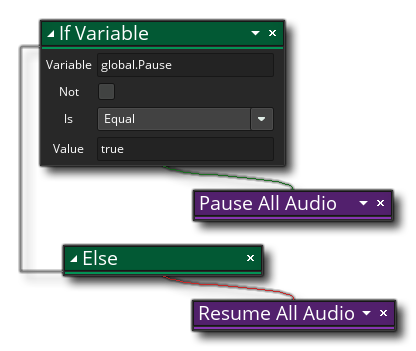 If Variable
Variable global.Pause
Not
Is Equal
Value true
Pause All Audio
Else
Resume All Audio